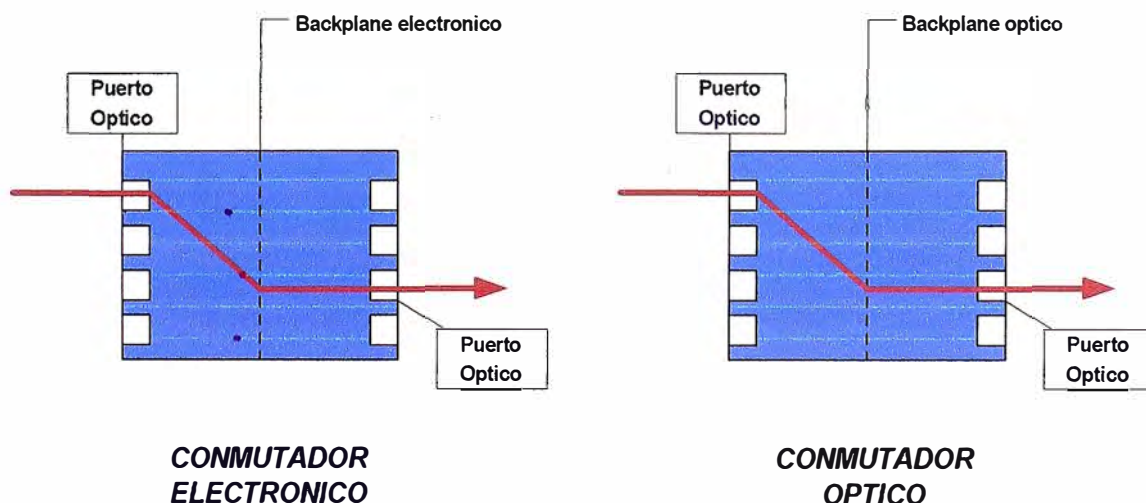 Backplane electronico
Puerto
Optico
Puerto
Optico
CONMUTADOR
ELECTRONICO
Backplane optico
Puerto
Optico
Puerto
Optico
CONMUTADOR
OPTICO